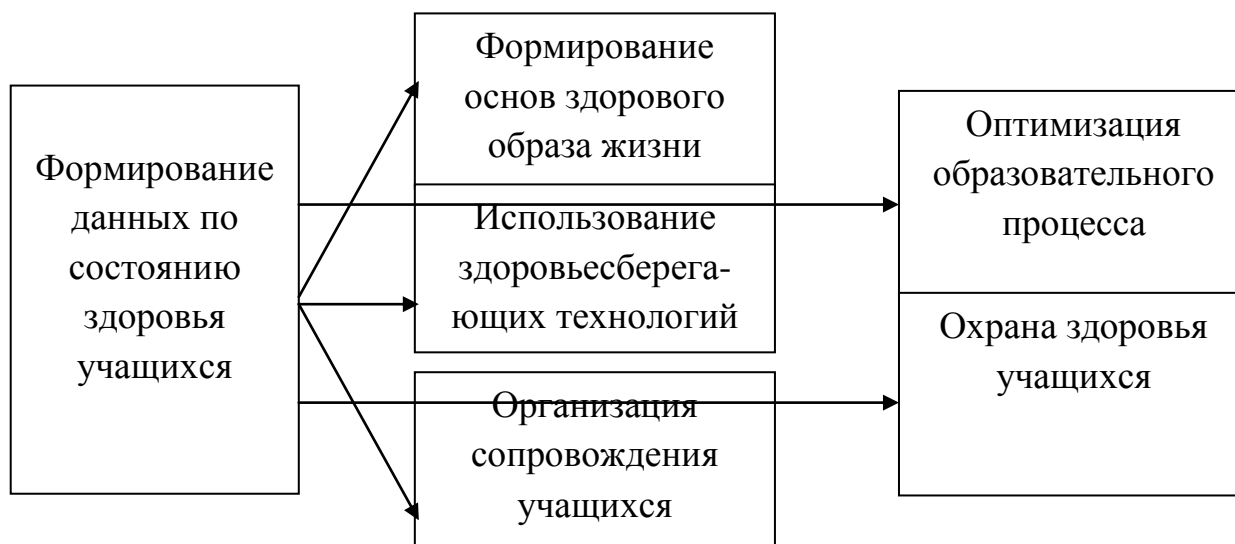 Формирование
данных по
состоянию
здоровья
учащихся
Формирование
основ здорового
образа жизни
Использование
здоровьесберега-
ющих технологий
Организация
сопровождения
учащихся
Оптимизация
образовательного
процесса
Охрана здоровья
учащихся